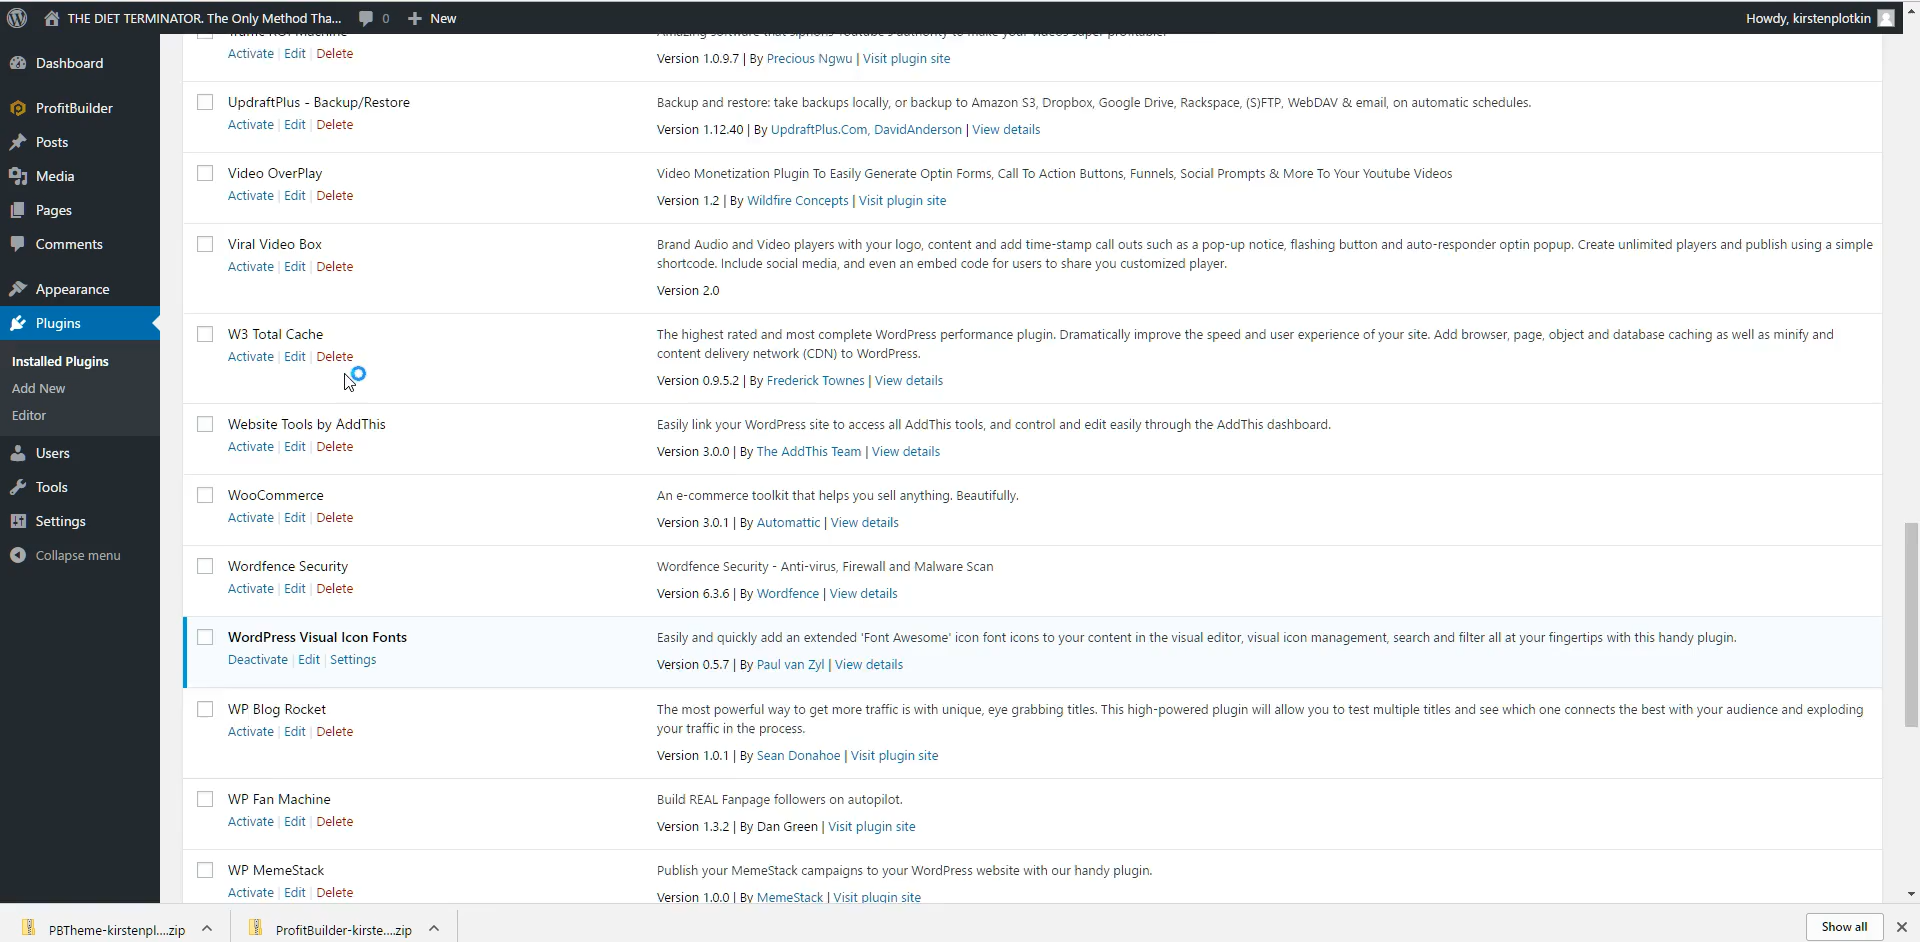 THE DIET TERMINATOR. The Only Method Tha... 0 New Howdy, kirstenplotkin
Dashboard
ProfitBuilder
Posts
Media
Pages
Comments
Appearance
Plugins
Installed Plugins
Add New
Editor
Users
Tools
Settings
Collapse menu
Activate | Edit | Delete
Version 1.0.9.7 | By Precious Ngwu | Visit plugin site
UpdraftPlus - Backup/Restore
Activate | Edit | Delete
Backup and restore: take backups locally, or backup to Amazon S3, Dropbox, Google Drive, Rackspace, (S)FTP, WebDAV & email, on automatic schedules.
Version 1.12.40 | By UpdraftPlus.Com, DavidAnderson | View details
Video OverPlay
Activate | Edit | Delete
Video Monetization Plugin To Easily Generate Optin Forms, Call To Action Buttons, Funnels, Social Prompts & More To Your Youtube Videos
Version 1.2 | By Wildfire Concepts | Visit plugin site
Viral Video Box
Activate | Edit | Delete
Brand Audio and Video players with your logo, content and add time-stamp call outs such as a pop-up notice, flashing button and auto-responder optin popup. Create unlimited players and publish using a simple
shortcode. Include social media, and even an embed code for users to share you customized player.
Version 2.0
W3 Total Cache
Activate | Edit | Delete
The highest rated and most complete WordPress performance plugin. Dramatically improve the speed and user experience of your site. Add browser, page, object and database caching as well as minify and
content delivery network (CDN) to WordPress.
Version 0.9.5.2 | By Frederick Townes | View details
Website Tools by AddThis
Activate | Edit | Delete
Easily link your WordPress site to access all AddThis tools, and control and edit easily through the AddThis dashboard.
Version 3.0.0 | By The AddThis Team | View details
WooCommerce
Activate | Edit | Delete
An e-commerce toolkit that helps you sell anything. Beautifully.
Version 3.0.1 | By Automattic | View details
Wordfence Security
Activate | Edit | Delete
Wordfence Security - Anti-virus, Firewall and Malware Scan
Version 6.3.6 | By Wordfence | View details
WordPress Visual Icon Fonts
Deactivate | Edit | Settings
Easily and quickly add an extended 'Font Awesome' icon font icons to your content in the visual editor, visual icon management, search and filter all at your fingertips with this handy plugin.
Version 0.5.7 | By Paul van Zyl | View details
WP Blog Rocket
Activate | Edit | Delete
The most powerful way to get more traffic is with unique, eye grabbing titles. This high-powered plugin will allow you to test multiple titles and see which one connects the best with your audience and exploding
your traffic in the process.
Version 1.0.1 | By Sean Donahoe | Visit plugin site
WP Fan Machine
Activate | Edit | Delete
Build REAL Fanpage followers on autopilot.
Version 1.3.2 | By Dan Green | Visit plugin site
WP MemeStack
Activate | Edit | Delete
Publish your MemeStack campaigns to your WordPress website with our handy plugin.
Version 1.0.0 | By MemeStack | Visit plugin site
PBTheme-kirstenpl....zip
ProfitBuilder-kirste....zip
Show all